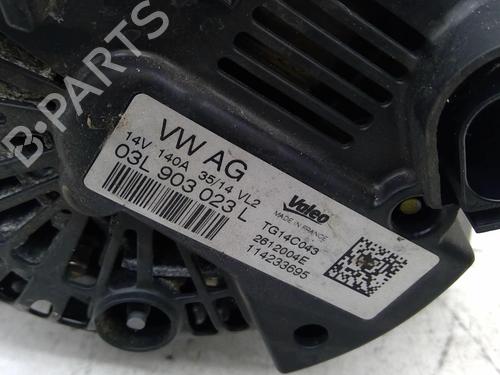 VW AG
14V 140A 35/14 VL2
03L 903 023 L
Valeo
MADE IN FRANCE
TG14C043
2612004E
114233695
B-Parts